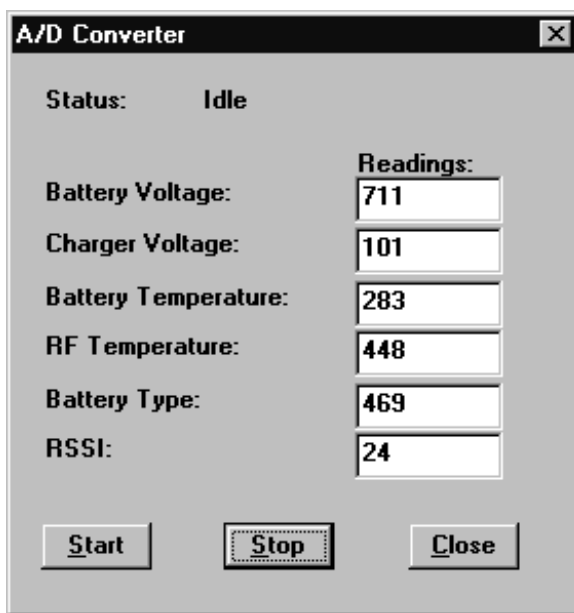 A/D Converter
Status: Idle
Readings:
Battery Voltage: 711
Charger Voltage: 101
Battery Temperature: 283
RF Temperature: 448
Battery Type: 469
RSSI: 24
Start Stop Close